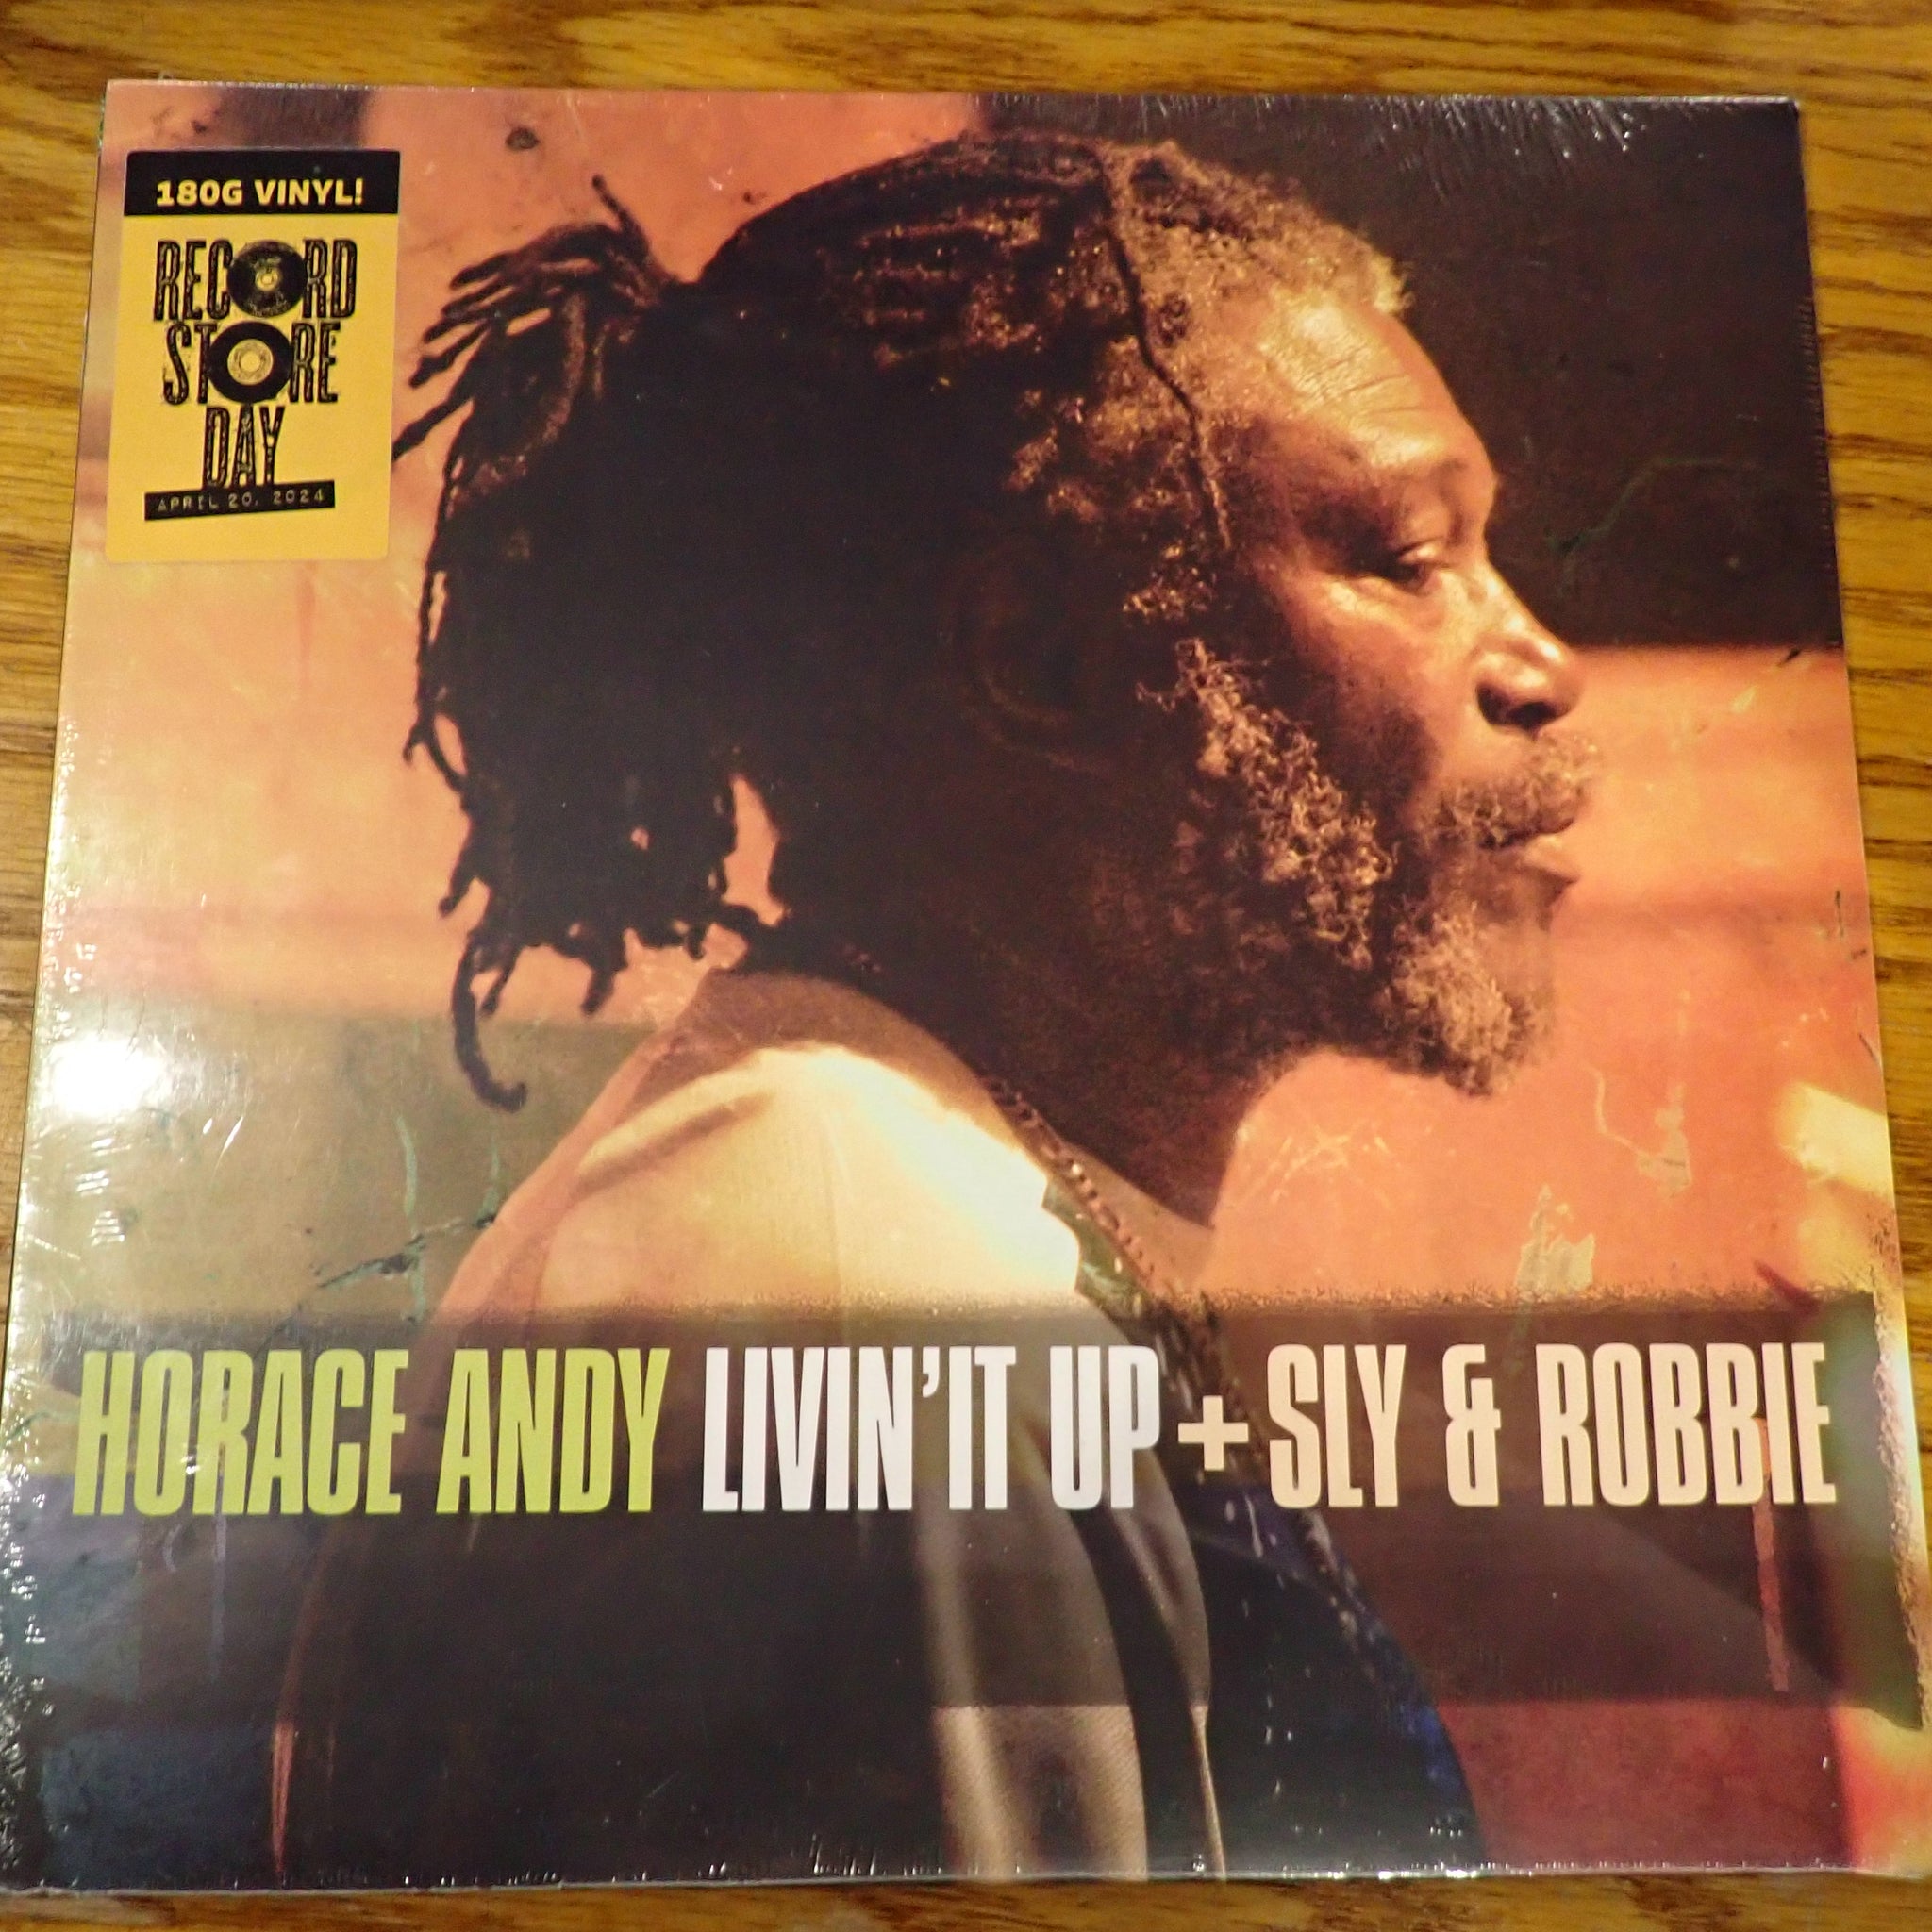 180G VINYL!
RECORD
STORE
DAY
APRIL 20, 2024
HORACE ANDY LIVIN'IT UP + SLY & ROBBIE